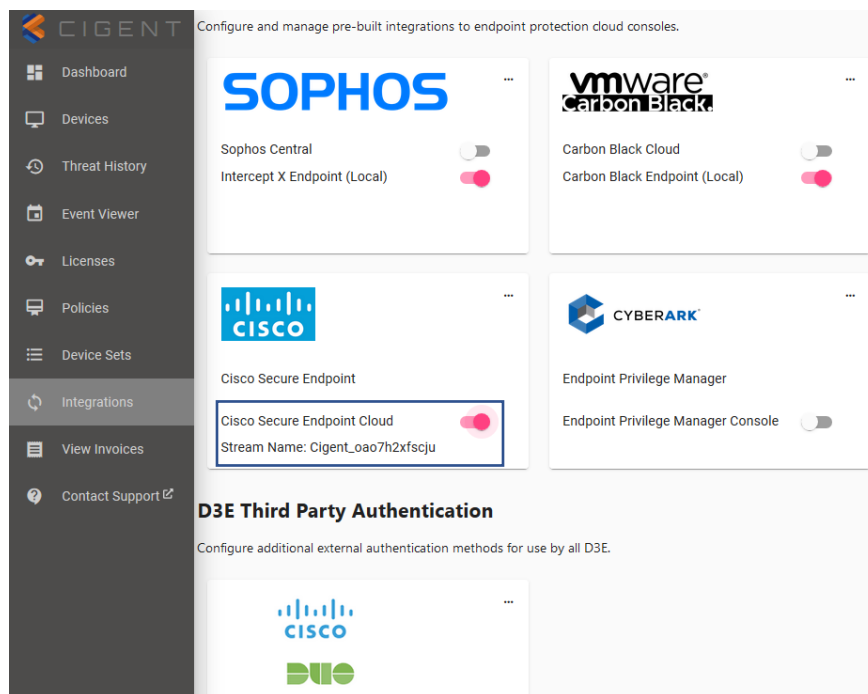 CIGENT
Dashboard
Devices
Threat History
Event Viewer
Licenses
Policies
Device Sets
Integrations
View Invoices
Contact Support
Configure and manage pre-built integrations to endpoint protection cloud consoles.
SOPHOS
Sophos Central
Intercept X Endpoint (Local)
vmware®
Carbon Black.
Carbon Black Cloud
Carbon Black Endpoint (Local)
CISCO
Cisco Secure Endpoint
Cisco Secure Endpoint Cloud
Stream Name: Cigent_oao7h2xfscju
CYBERARK®
Endpoint Privilege Manager
Endpoint Privilege Manager Console
D3E Third Party Authentication
Configure additional external authentication methods for use by all D3E.
CISCO
DUO